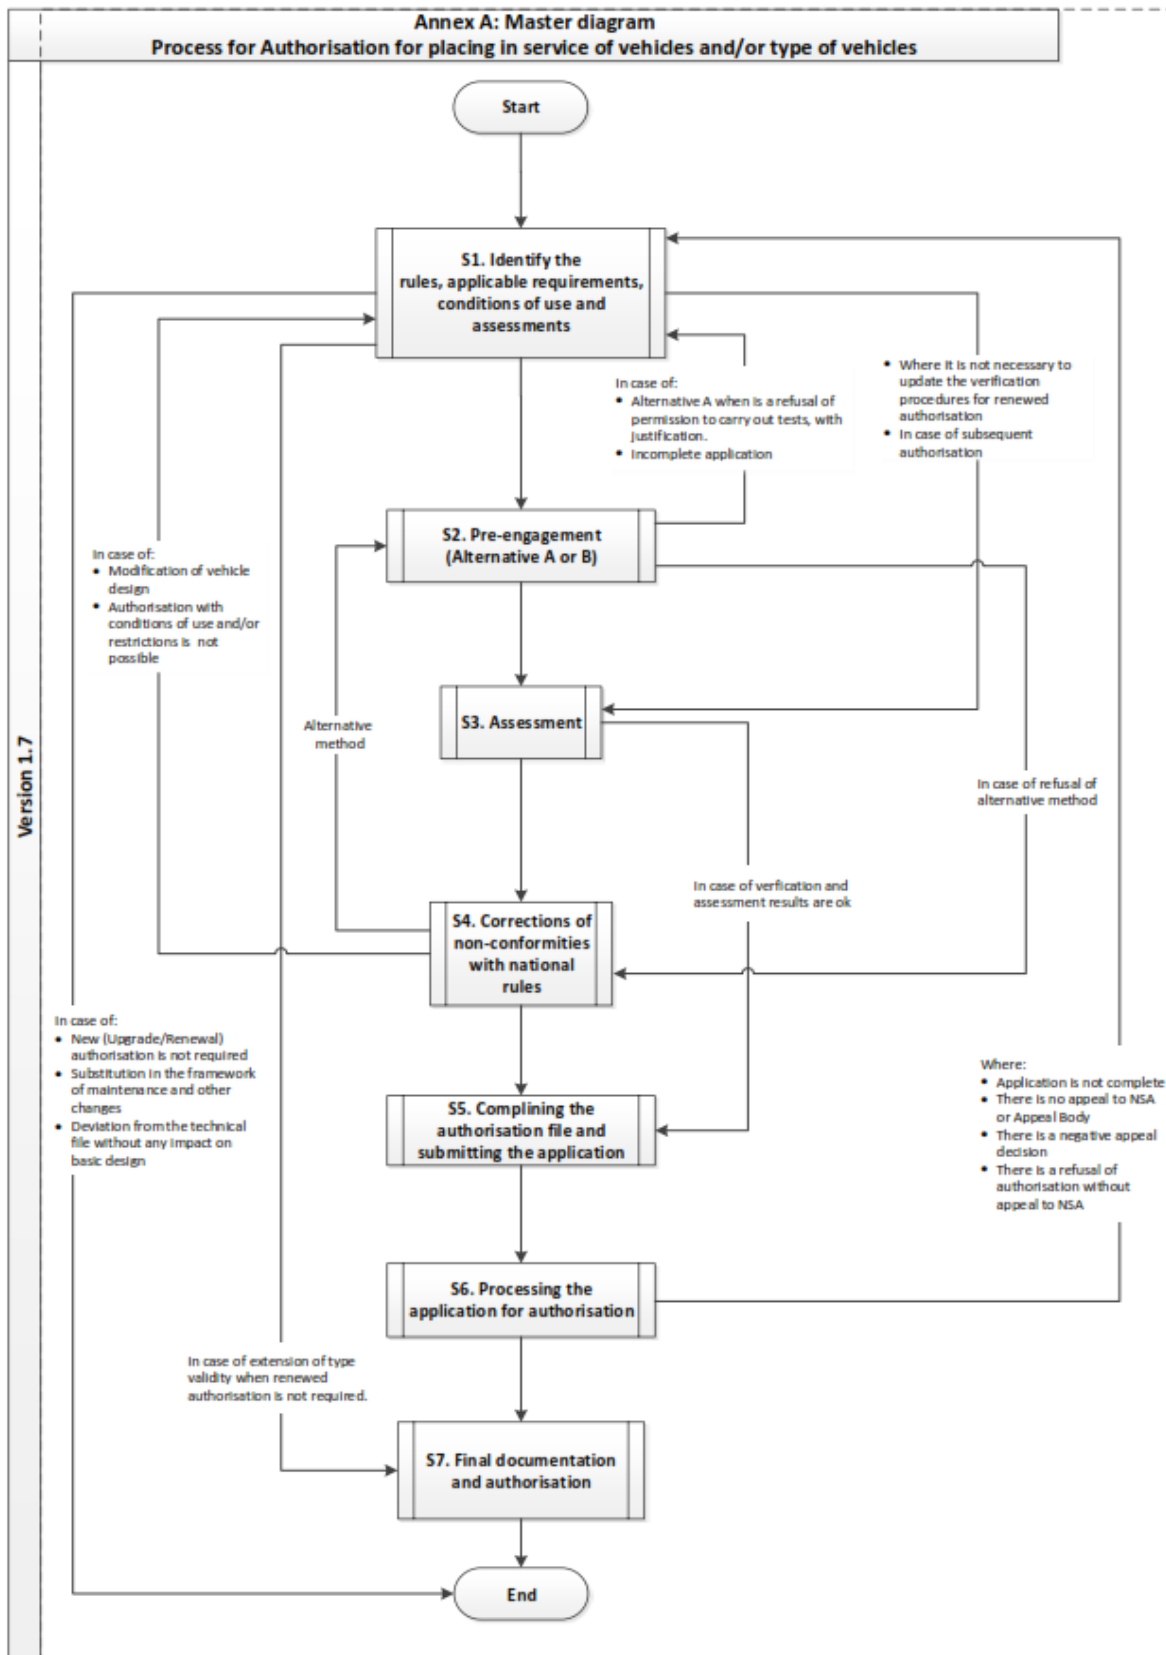 Annex A: Master diagram
Process for Authorisation for placing in service of vehicles and/or type of vehicles
Version 1.7
Start
S1. Identify the
rules, applicable requirements,
conditions of use and
assessments
• Where it is not necessary to
update the verification
procedures for renewed
authorisation
• In case of subsequent
authorisation
In case of:
• Alternative A when is a refusal of
permission to carry out tests, with
justification.
• Incomplete application
S2. Pre-engagement
(Alternative A or B)
In case of:
• Modification of vehicle
design
• Authorisation with
conditions of use and/or
restrictions is not
possible
Alternative
method
S3. Assessment
In case of refusal of
alternative method
In case of verfication and
assessment results are ok
S4. Corrections of
non-conformities
with national
rules
In case of:
• New (Upgrade/Renewal)
authorisation is not required
• Substitution in the framework
of maintenance and other
changes
• Deviation from the technical
file without any impact on
basic design
Where:
• Application is not complete
• There is no appeal to NSA
or Appeal Body
• There is a negative appeal
decision
• There is a refusal of
authorisation without
appeal to NSA
S5. Complining the
authorisation file and
submitting the application
S6. Processing the
application for authorisation
In case of extension of type
validity when renewed
authorisation is not required.
S7. Final documentation
and authorisation
End